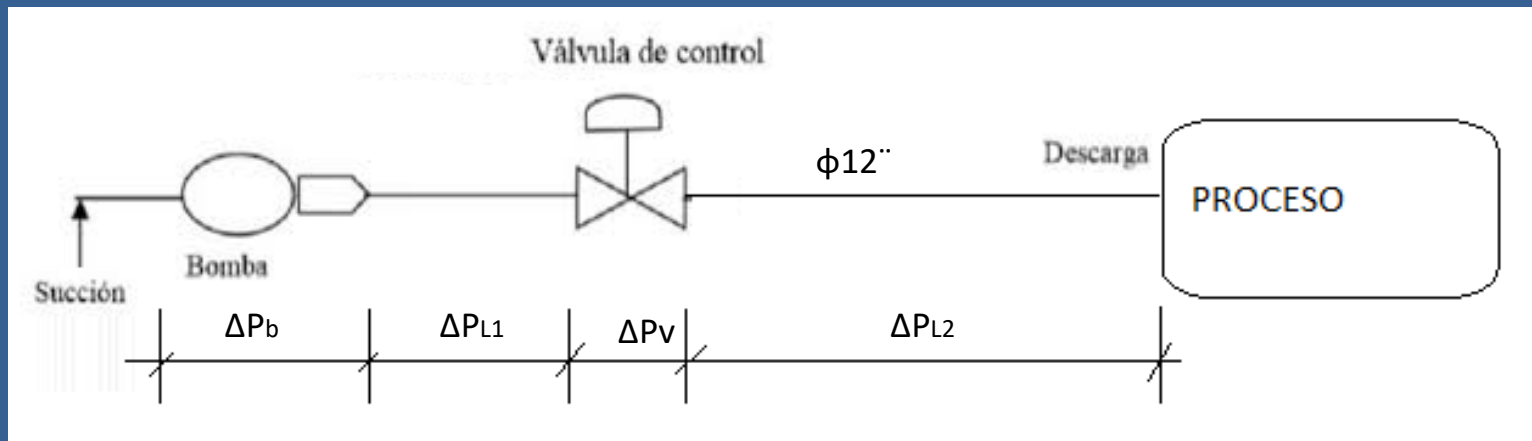 Válvula de control
ϕ12¨
Descarga
PROCESO
Bomba
Succión
ΔPb
ΔPL1
ΔPv
ΔPL2